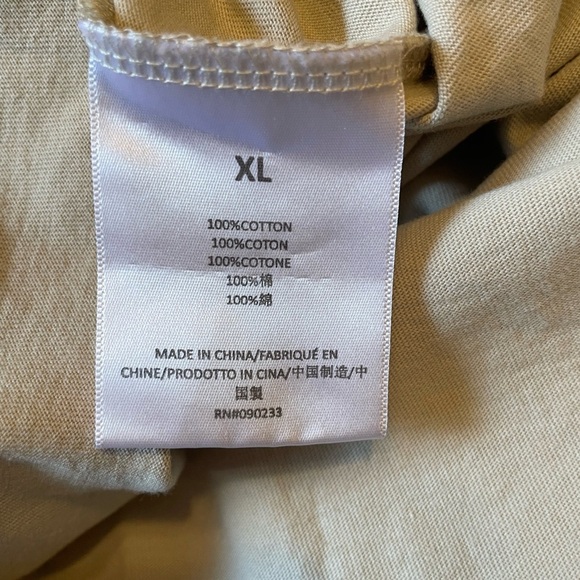 XL
100%COTTON
100%COTON
100%COTONE
100%棉
100%綿
MADE IN CHINA/FABRIQUÉ EN
CHINE/PRODOTTO IN CINA/中国制造/中
国製
RN#090233